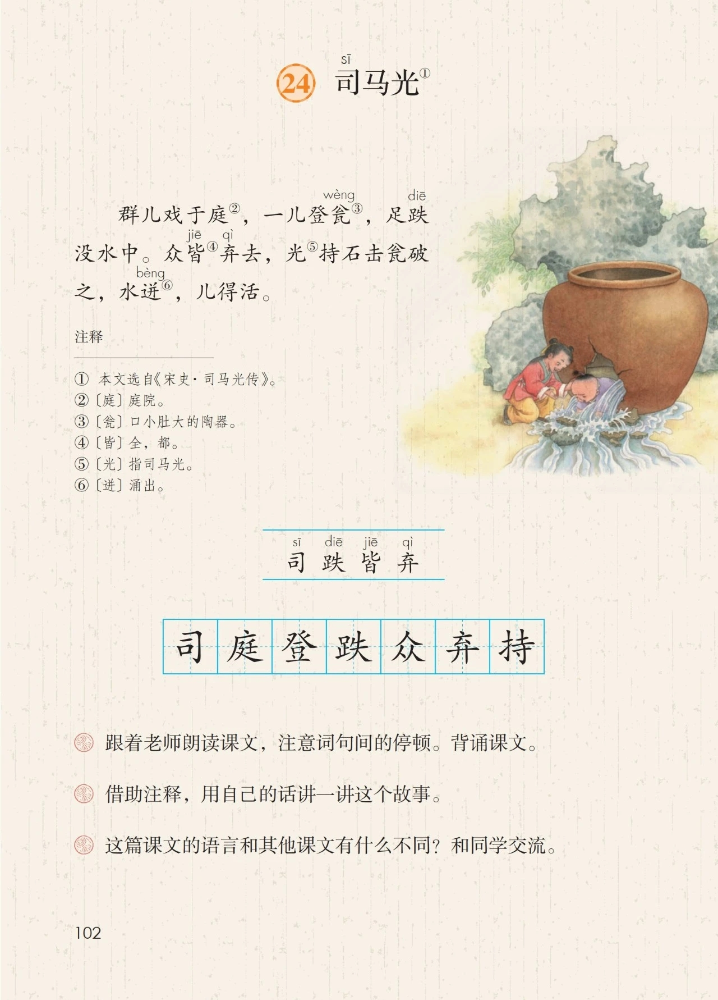 sī
24 司马光①
wèng diē
群儿戏于庭②，一儿登瓮③，足跌
jiē qì
没水中。众皆④弃去，光⑤持石击瓮破
bèng
之，水迸⑥，儿得活。
注释
① 本文选自《宋史·司马光传》。
②〔庭〕庭院。
③〔瓮〕口小肚大的陶器。
④〔皆〕全，都。
⑤〔光〕指司马光。
⑥〔迸〕涌出。
sī diē jiē qì
司 跌 皆 弃
司 庭 登 跌 众 弃 持
跟着老师朗读课文，注意词句间的停顿。背诵课文。
借助注释，用自己的话讲一讲这个故事。
这篇课文的语言和其他课文有什么不同？和同学交流。
102